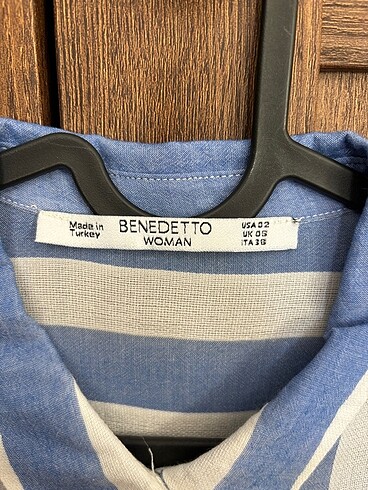 Made in
Turkey
BENEDETTO
WOMAN
USA 02
UK 06
ITA 38